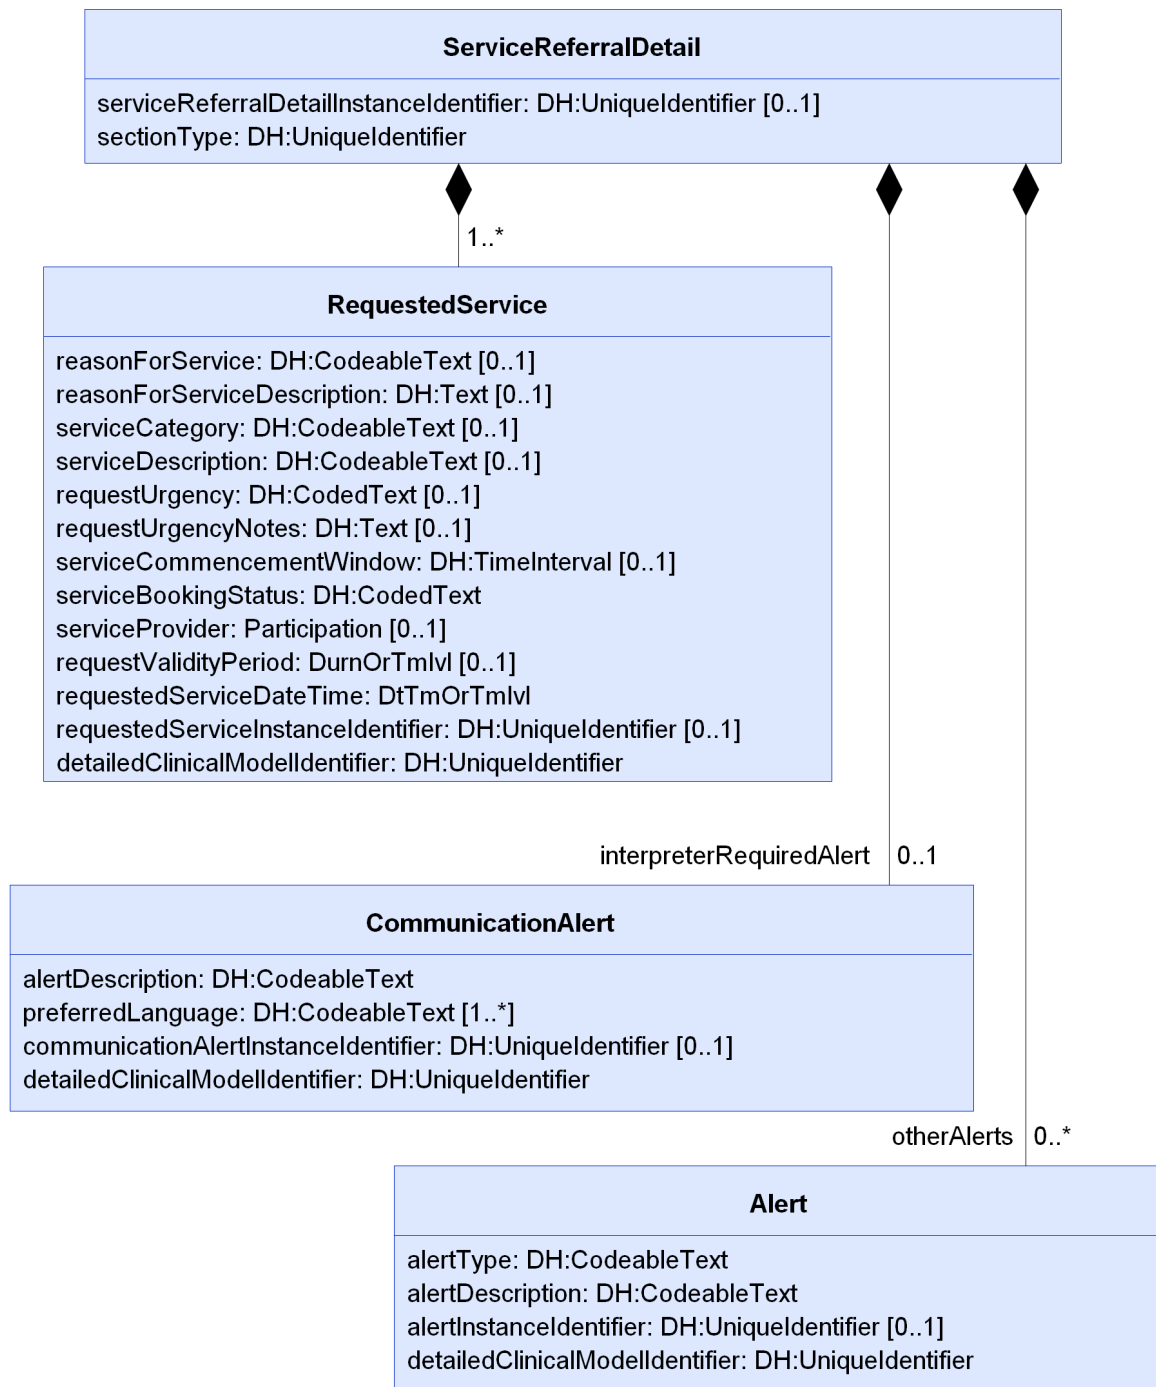 ServiceReferralDetail
serviceReferralDetailInstanceIdentifier: DH:UniqueIdentifier [0..1]
sectionType: DH:UniqueIdentifier
1..*
RequestedService
reasonForService: DH:CodeableText [0..1]
reasonForServiceDescription: DH:Text [0..1]
serviceCategory: DH:CodeableText [0..1]
serviceDescription: DH:CodeableText [0..1]
requestUrgency: DH:CodedText [0..1]
requestUrgencyNotes: DH:Text [0..1]
serviceCommencementWindow: DH:TimeInterval [0..1]
serviceBookingStatus: DH:CodedText
serviceProvider: Participation [0..1]
requestValidityPeriod: DurnOrTmIvl [0..1]
requestedServiceDateTime: DtTmOrTmIvl
requestedServiceInstanceIdentifier: DH:UniqueIdentifier [0..1]
detailedClinicalModelIdentifier: DH:UniqueIdentifier
interpreterRequiredAlert 0..1
CommunicationAlert
alertDescription: DH:CodeableText
preferredLanguage: DH:CodeableText [1..*]
communicationAlertInstanceIdentifier: DH:UniqueIdentifier [0..1]
detailedClinicalModelIdentifier: DH:UniqueIdentifier
otherAlerts 0..*
Alert
alertType: DH:CodeableText
alertDescription: DH:CodeableText
alertInstanceIdentifier: DH:UniqueIdentifier [0..1]
detailedClinicalModelIdentifier: DH:UniqueIdentifier